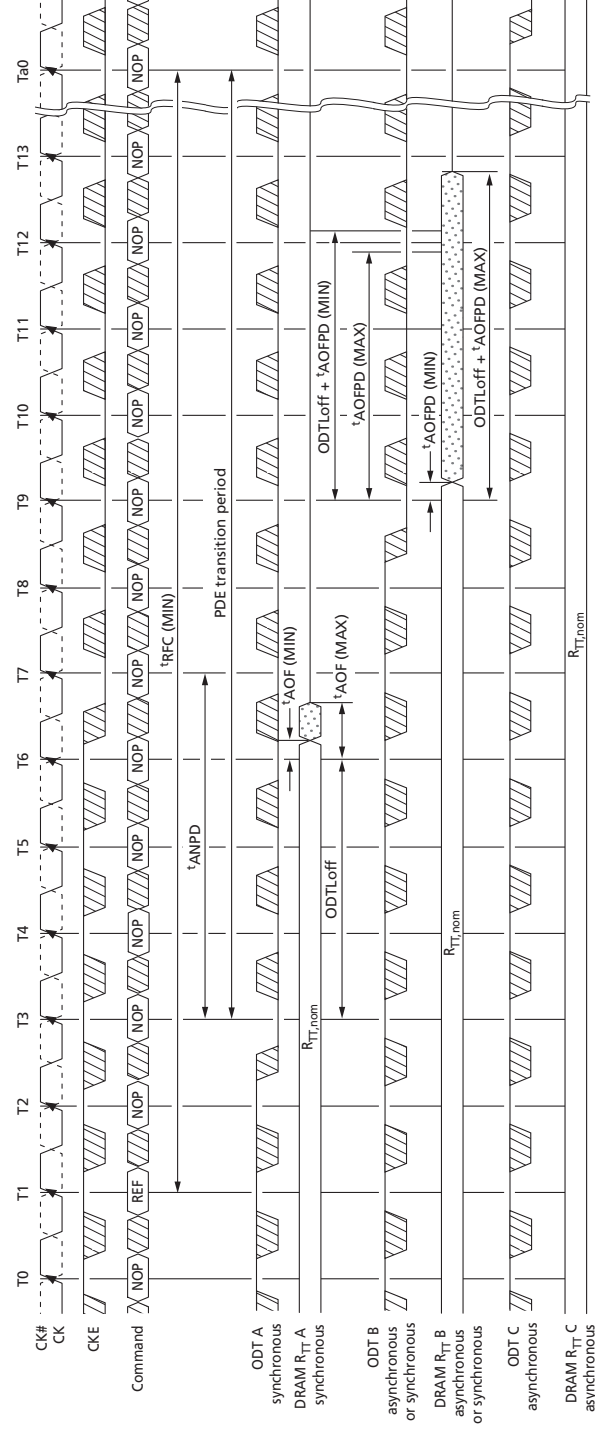 T0 T1 T2 T3 T4 T5 T6 T7 T8 T9 T10 T11 T12 T13 Ta0
CK#
CK
CKE
Command
NOP REF NOP NOP NOP NOP NOP NOP NOP NOP NOP NOP NOP NOP NOP
tRFC (MIN)
tANPD
PDE transition period
ODT A
synchronous
tAOF (MIN)
DRAM RTT A
synchronous
RTT,nom
ODTLoff
tAOF (MAX)
ODTLoff + tAOFPD (MIN)
tAOFPD (MAX)
ODT B
asynchronous
or synchronous
tAOFPD (MIN)
DRAM RTT B
asynchronous
or synchronous
RTT,nom
ODTLoff + tAOFPD (MAX)
ODT C
asynchronous
DRAM RTT C
asynchronous
RTT,nom